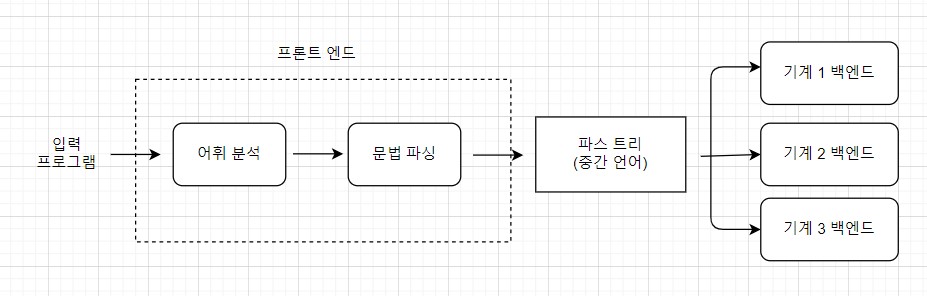 프론트 엔드
입력
프로그램
어휘 분석
문법 파싱
파스 트리
(중간 언어)
기계 1 백엔드
기계 2 백엔드
기계 3 백엔드